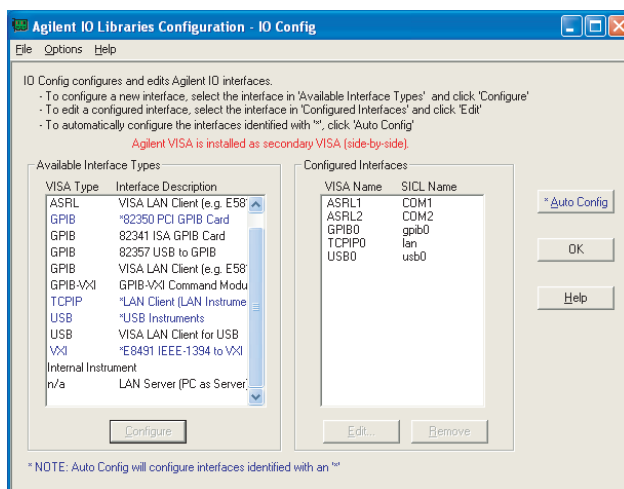 Agilent IO Libraries Configuration - IO Config
File Options Help
IO Config configures and edits Agilent IO interfaces.
- To configure a new interface, select the interface in 'Available Interface Types' and click 'Configure'
- To edit a configured interface, select the interface in 'Configured Interfaces' and click 'Edit'
- To automatically configure the interfaces identified with '*', click 'Auto Config'
Agilent VISA is installed as secondary VISA (side-by-side).
Available Interface Types
VISA Type Interface Description
ASRL VISA LAN Client (e.g. E58
GPIB *82350 PCI GPIB Card
GPIB 82341 ISA GPIB Card
GPIB 82357 USB to GPIB
GPIB VISA LAN Client (e.g. E58
GPIB-VXI GPIB-VXI Command Modu
TCPIP *LAN Client (LAN Instrume
USB *USB Instruments
USB VISA LAN Client for USB
VXI *E8491 IEEE-1394 to VXI
Internal Instrument
n/a LAN Server (PC as Server)
Configure
Configured Interfaces
VISA Name SICL Name
ASRL1 COM1
ASRL2 COM2
GPIB0 gpib0
TCPIP0 lan
USB0 usb0
Edit... Remove
* Auto Config
OK
Help
* NOTE: Auto Config will configure interfaces identified with an '*'